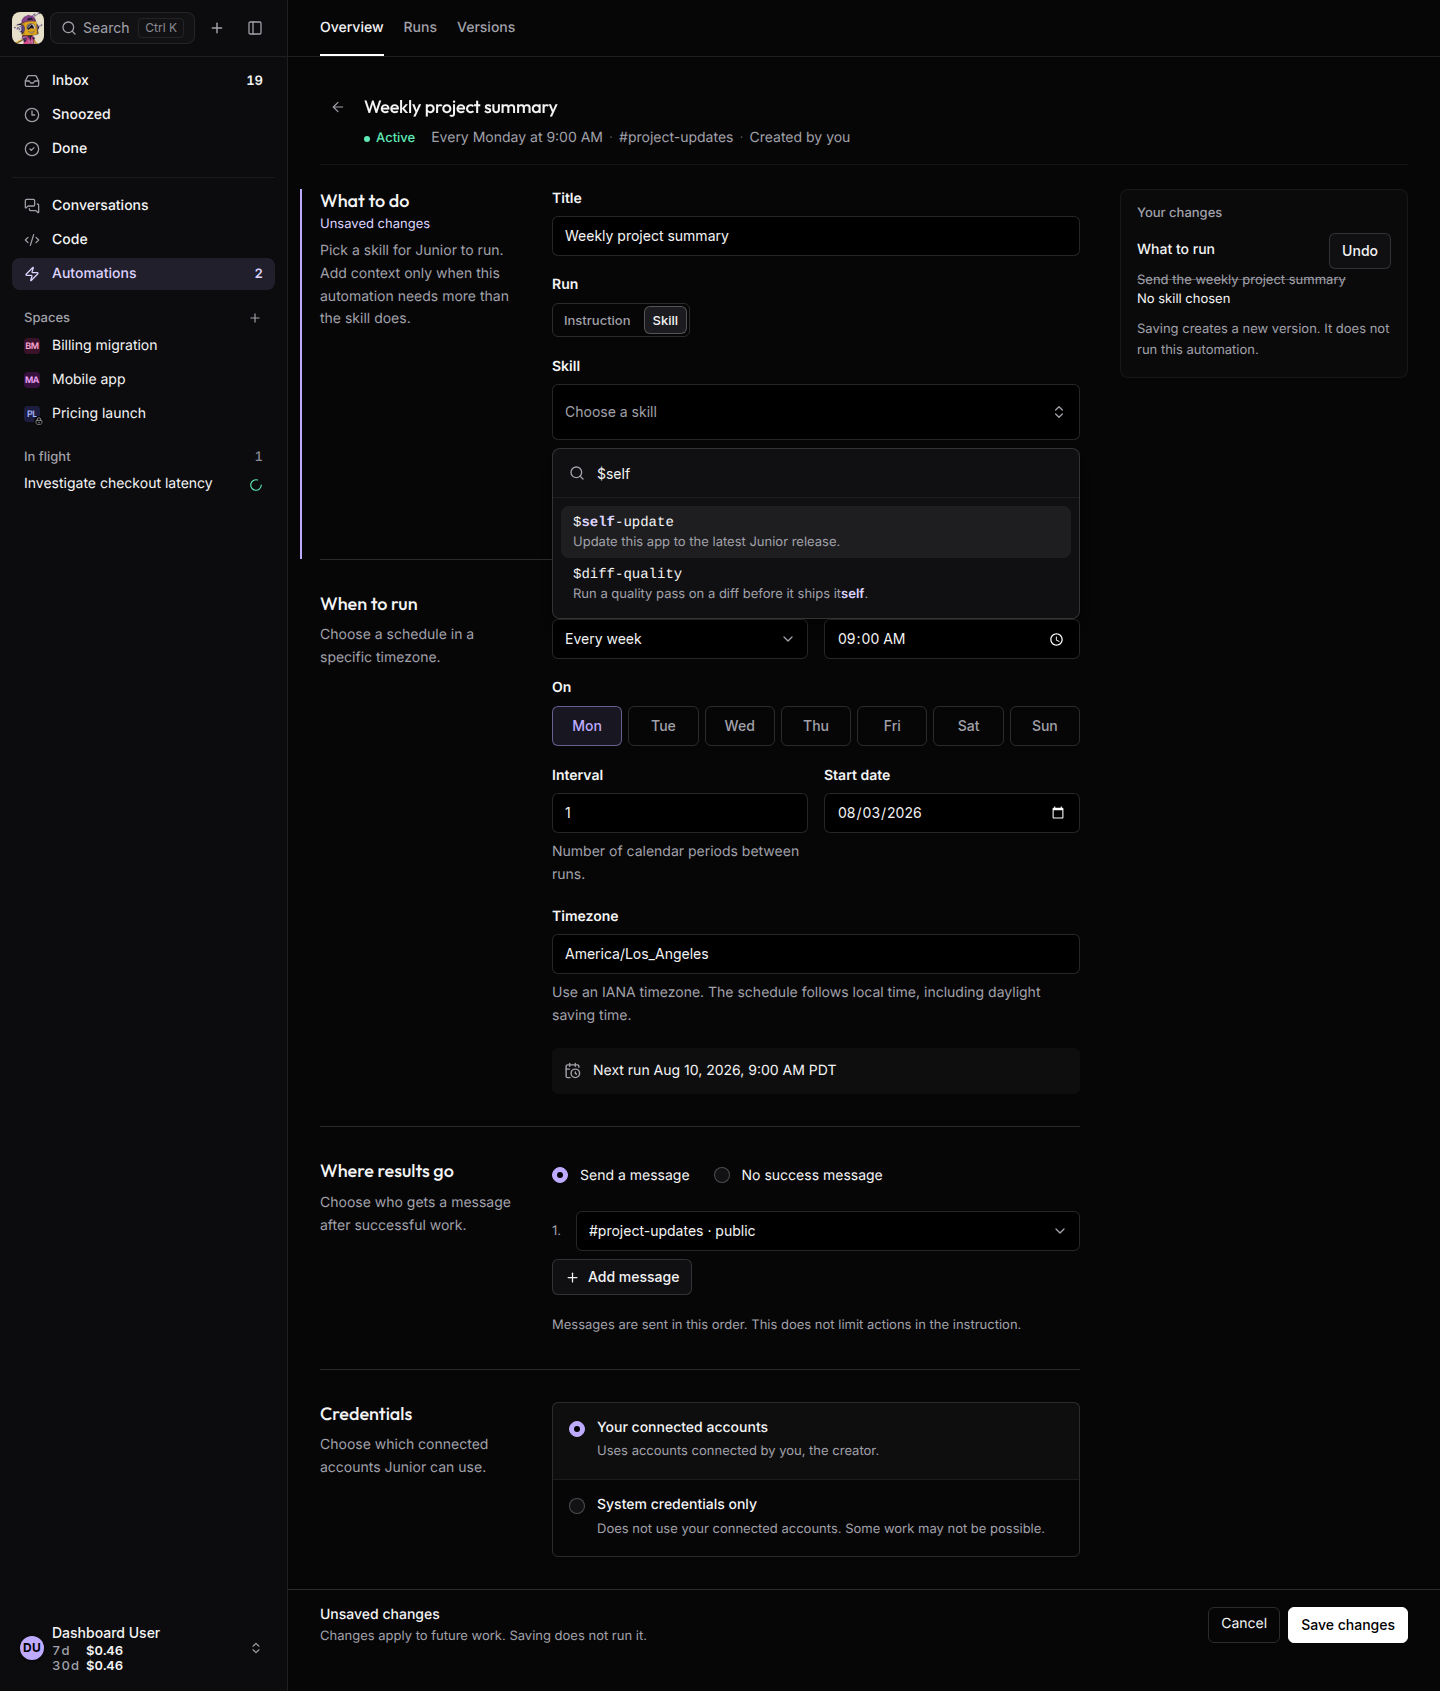 Search Ctrl K
Inbox 19
Snoozed
Done
Conversations
Code
Automations 2
Spaces
BM Billing migration
MA Mobile app
PL Pricing launch
In flight 1
Investigate checkout latency
DU Dashboard User
7d $0.46
30d $0.46
Overview Runs Versions
Weekly project summary
Active Every Monday at 9:00 AM · #project-updates · Created by you
What to do
Unsaved changes
Pick a skill for Junior to run.
Add context only when this
automation needs more than
the skill does.
Title
Weekly project summary
Run
Instruction Skill
Skill
Choose a skill
$self
$self-update
Update this app to the latest Junior release.
$diff-quality
Run a quality pass on a diff before it ships itself.
Your changes
What to run Undo
Send the weekly project summary
No skill chosen
Saving creates a new version. It does not
run this automation.
When to run
Choose a schedule in a
specific timezone.
Every week 09:00 AM
On
Mon Tue Wed Thu Fri Sat Sun
Interval Start date
1 08/03/2026
Number of calendar periods between
runs.
Timezone
America/Los_Angeles
Use an IANA timezone. The schedule follows local time, including daylight
saving time.
Next run Aug 10, 2026, 9:00 AM PDT
Where results go
Choose who gets a message
after successful work.
Send a message No success message
1. #project-updates · public
Add message
Messages are sent in this order. This does not limit actions in the instruction.
Credentials
Choose which connected
accounts Junior can use.
Your connected accounts
Uses accounts connected by you, the creator.
System credentials only
Does not use your connected accounts. Some work may not be possible.
Unsaved changes
Changes apply to future work. Saving does not run it.
Cancel Save changes